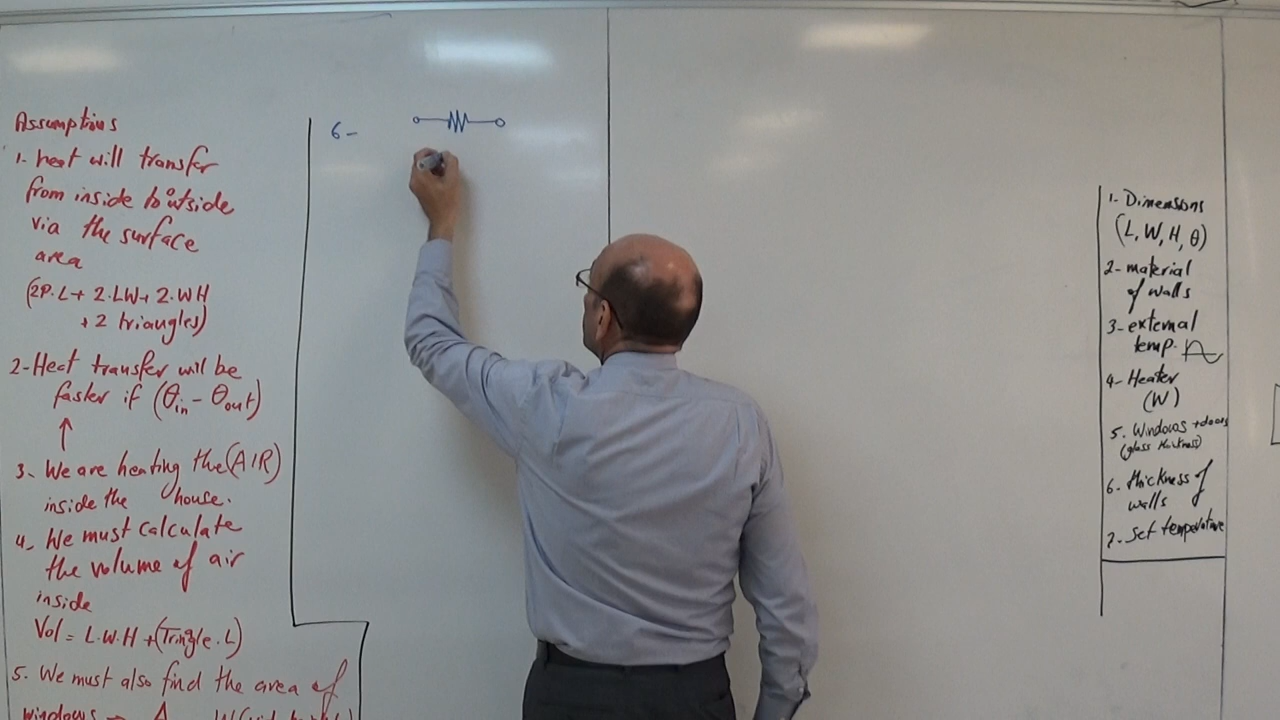 Assumptions
1- heat will transfer
from inside to outside
via the surface
area
(2P.L + 2.LW + 2.WH
+ 2 triangles)
2-Heat transfer will be
faster if (θin - θout)
3- We are heating the (AIR)
inside the house.
4- We must calculate
the volume of air
inside
Vol = L.W.H + (Tringle.L)
5. We must also find the area of
windows
6-
1- Dimensions
(L, W, H, θ)
2- material
of walls
3- external
temp.
4- Heater
(W)
5. Windows + doors
(glass thickness)
6- thickness of
walls
7- Set temperature